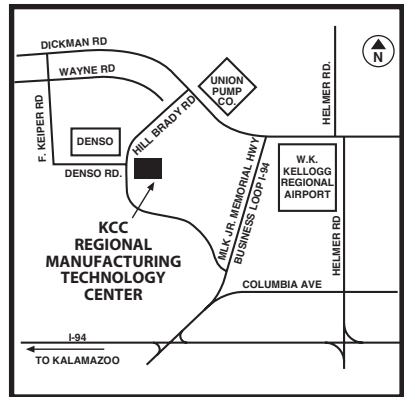 DICKMAN RD
WAYNE RD
F. KEIPER RD
DENSO
DENSO RD.
HILL BRADY RD
UNION
PUMP
CO.
HELMER RD.
N
MLK JR. MEMORIAL HWY
BUSINESS LOOP I-94
W.K.
KELLOGG
REGIONAL
AIRPORT
HELMER RD
KCC
REGIONAL
MANUFACTURING
TECHNOLOGY
CENTER
COLUMBIA AVE
I-94
TO KALAMAZOO